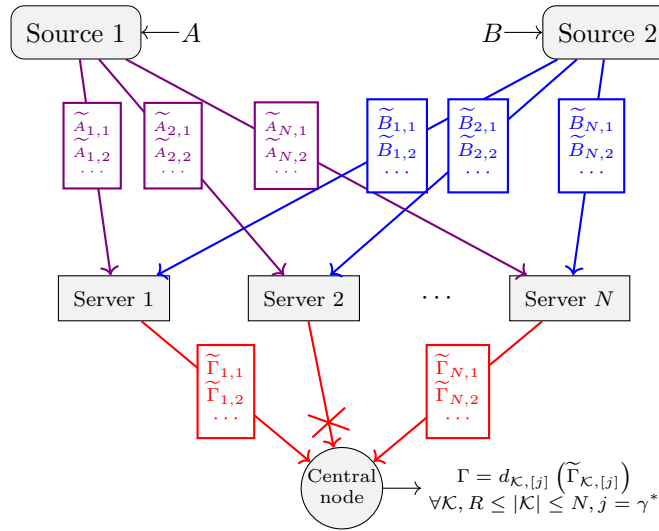 Source 1
A
B
Source 2
Ã_{1,1}
Ã_{1,2}
...
Ã_{2,1}
Ã_{2,2}
...
Ã_{N,1}
Ã_{N,2}
...
B̃_{1,1}
B̃_{1,2}
...
B̃_{2,1}
B̃_{2,2}
...
B̃_{N,1}
B̃_{N,2}
...
Server 1
Server 2
...
Server N
Γ̃_{1,1}
Γ̃_{1,2}
...
Γ̃_{N,1}
Γ̃_{N,2}
...
Central
node
Γ = d_{𝒦,[j]} (Γ̃_{𝒦,[j]})
∀𝒦, R ≤ |𝒦| ≤ N, j = γ*